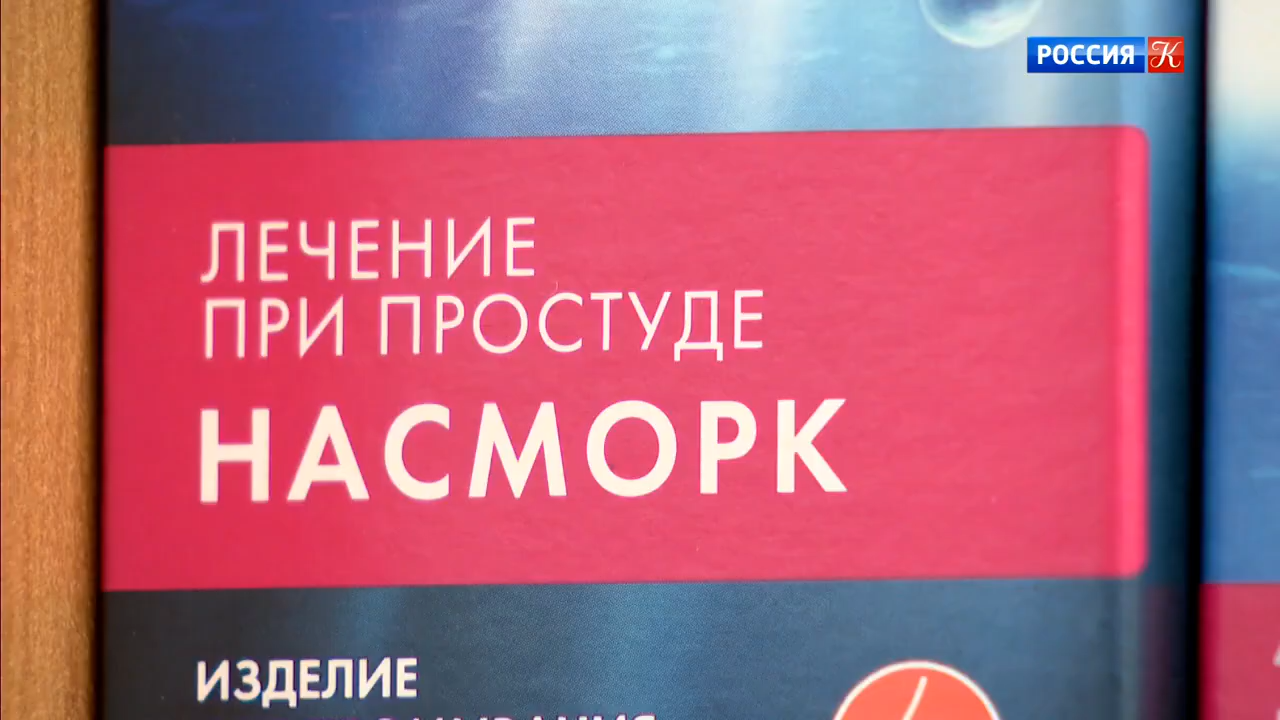 РОССИЯ К
ЛЕЧЕНИЕ
ПРИ ПРОСТУДЕ
НАСМОРК
ИЗДЕЛИЕ